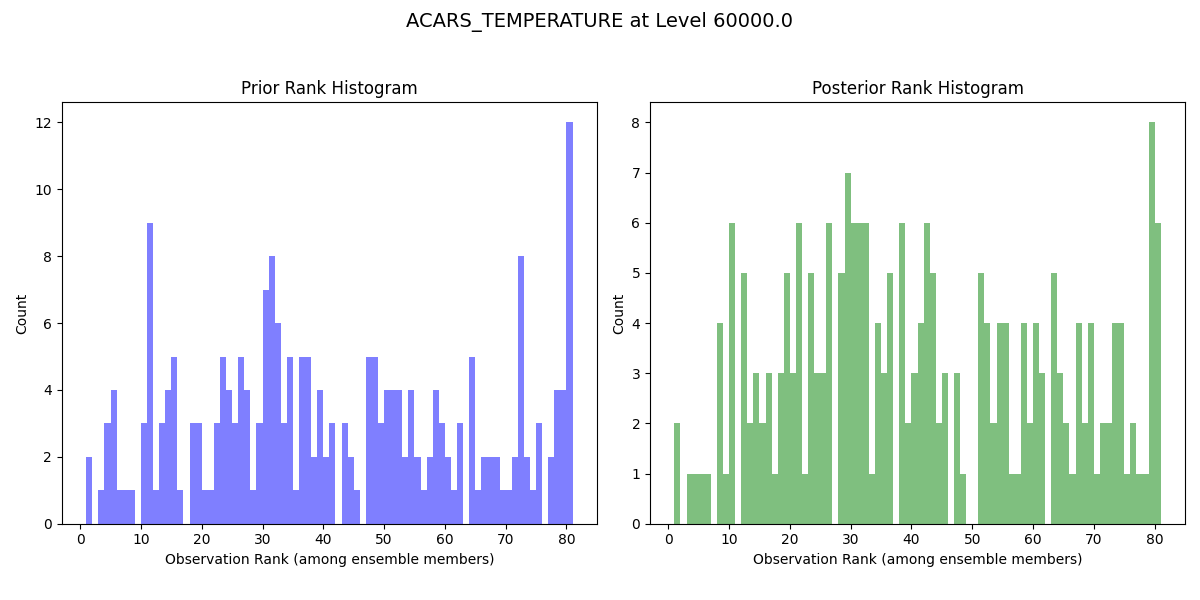 ACARS_TEMPERATURE at Level 60000.0
Prior Rank Histogram
Count
12
10
8
6
4
2
0
0 10 20 30 40 50 60 70 80
Observation Rank (among ensemble members)
Posterior Rank Histogram
Count
8
7
6
5
4
3
2
1
0
0 10 20 30 40 50 60 70 80
Observation Rank (among ensemble members)